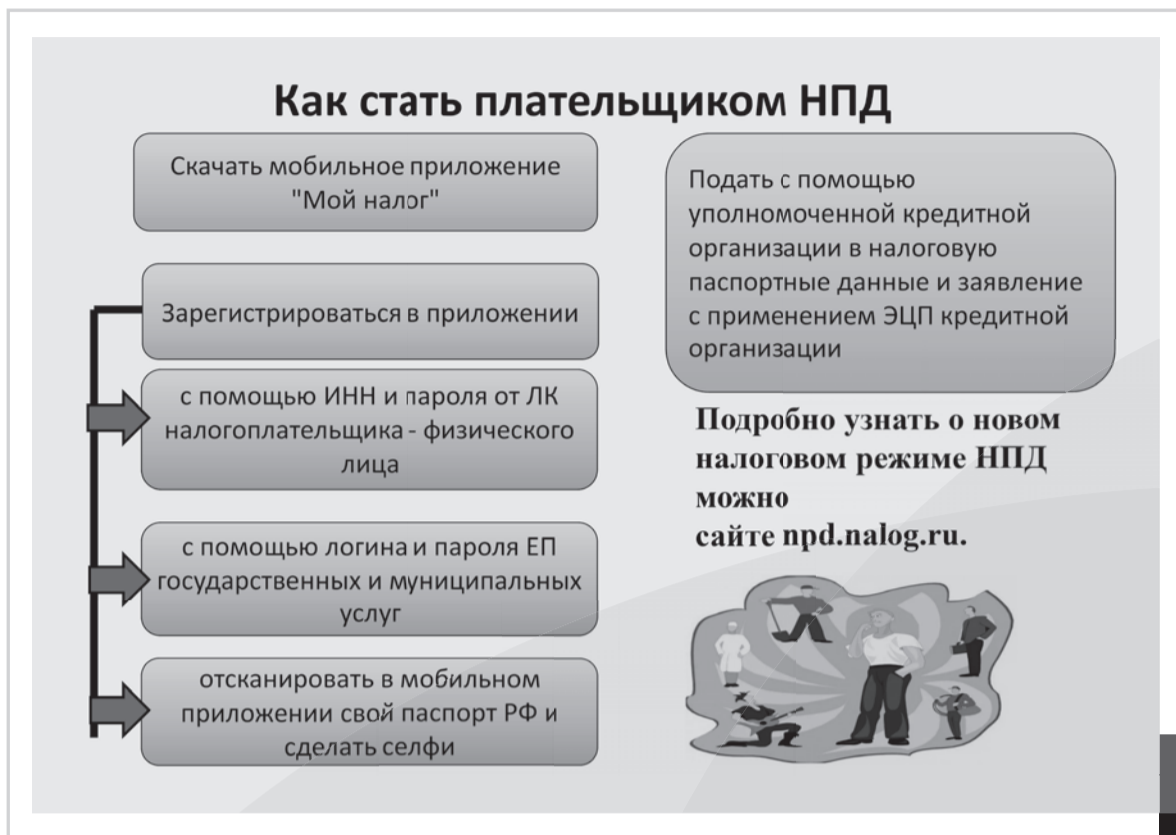 Как стать плательщиком НПД
Скачать мобильное приложение
"Мой налог"
Зарегистрироваться в приложении
с помощью ИНН и пароля от ЛК
налогоплательщика - физического
лица
с помощью логина и пароля ЕП
государственных и муниципальных
услуг
отсканировать в мобильном
приложении свой паспорт РФ и
сделать селфи
Подать с помощью
уполномоченной кредитной
организации в налоговую
паспортные данные и заявление
с применением ЭЦП кредитной
организации
Подробно узнать о новом
налоговом режиме НПД
можно
сайте npd.nalog.ru.